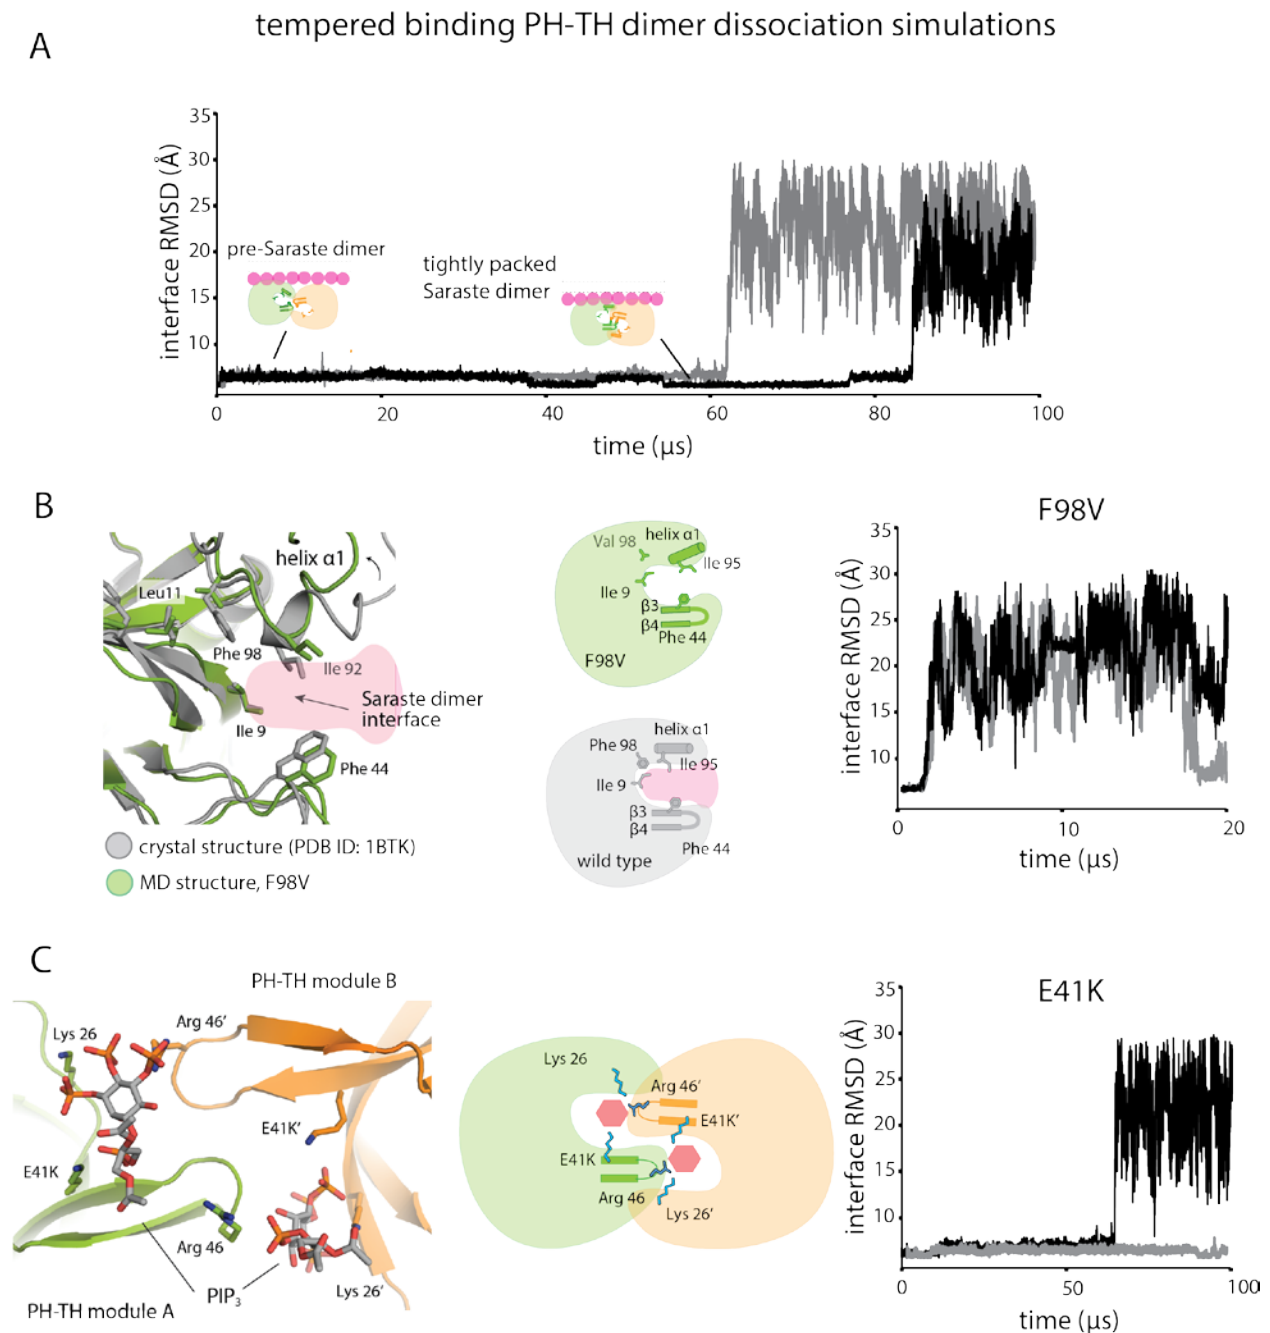 tempered binding PH-TH dimer dissociation simulations
A
interface RMSD (Å)
35
30
25
20
15
10
pre-Saraste dimer
tightly packed
Saraste dimer
0
20
40
60
80
100
time (µs)
B
helix α1
Leu11
Phe 98
Ile 92
Saraste dimer
interface
Ile 9
Phe 44
crystal structure (PDB ID: 1BTK)
MD structure, F98V
Val 98
helix α1
Ile 95
Ile 9
β3
β4
Phe 44
F98V
helix α1
Phe 98
Ile 95
Ile 9
β3
β4
Phe 44
wild type
F98V
interface RMSD (Å)
35
30
25
20
15
10
0
10
20
time (µs)
C
PH-TH module B
Lys 26
Arg 46′
E41K′
E41K
Arg 46
PIP3
Lys 26′
PH-TH module A
Lys 26
Arg 46′
E41K′
E41K
Arg 46
Lys 26′
E41K
interface RMSD (Å)
35
30
25
20
15
10
0
50
100
time (µs)